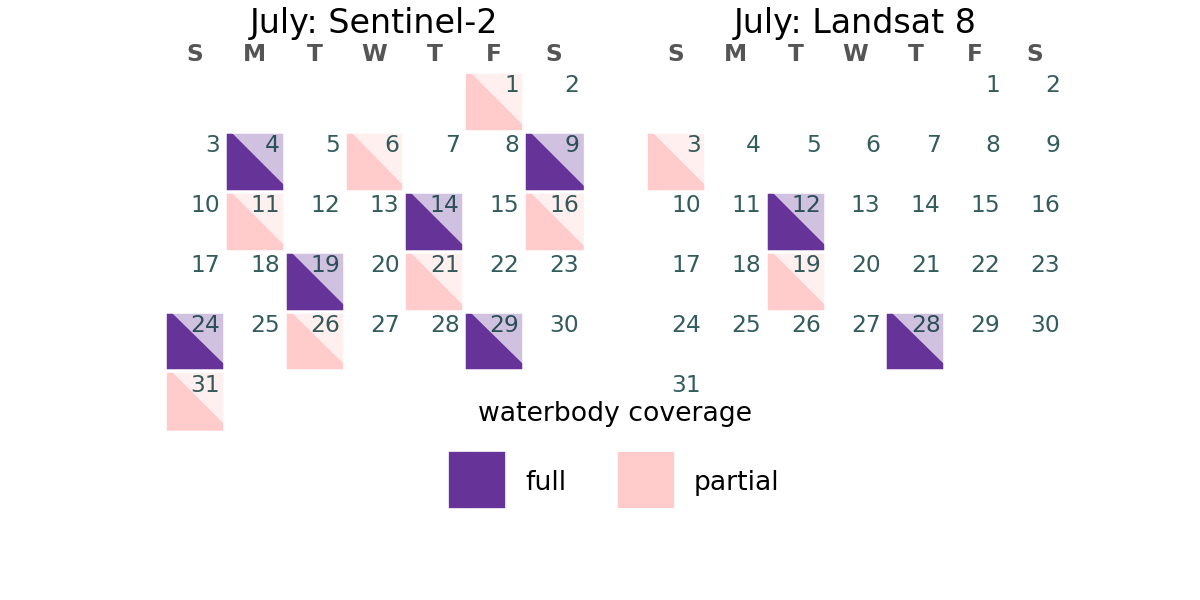 July: Sentinel-2
S M T W T F S
1 2
3 4 5 6 7 8 9
10 11 12 13 14 15 16
17 18 19 20 21 22 23
24 25 26 27 28 29 30
31
July: Landsat 8
S M T W T F S
1 2
3 4 5 6 7 8 9
10 11 12 13 14 15 16
17 18 19 20 21 22 23
24 25 26 27 28 29 30
31
waterbody coverage
full partial